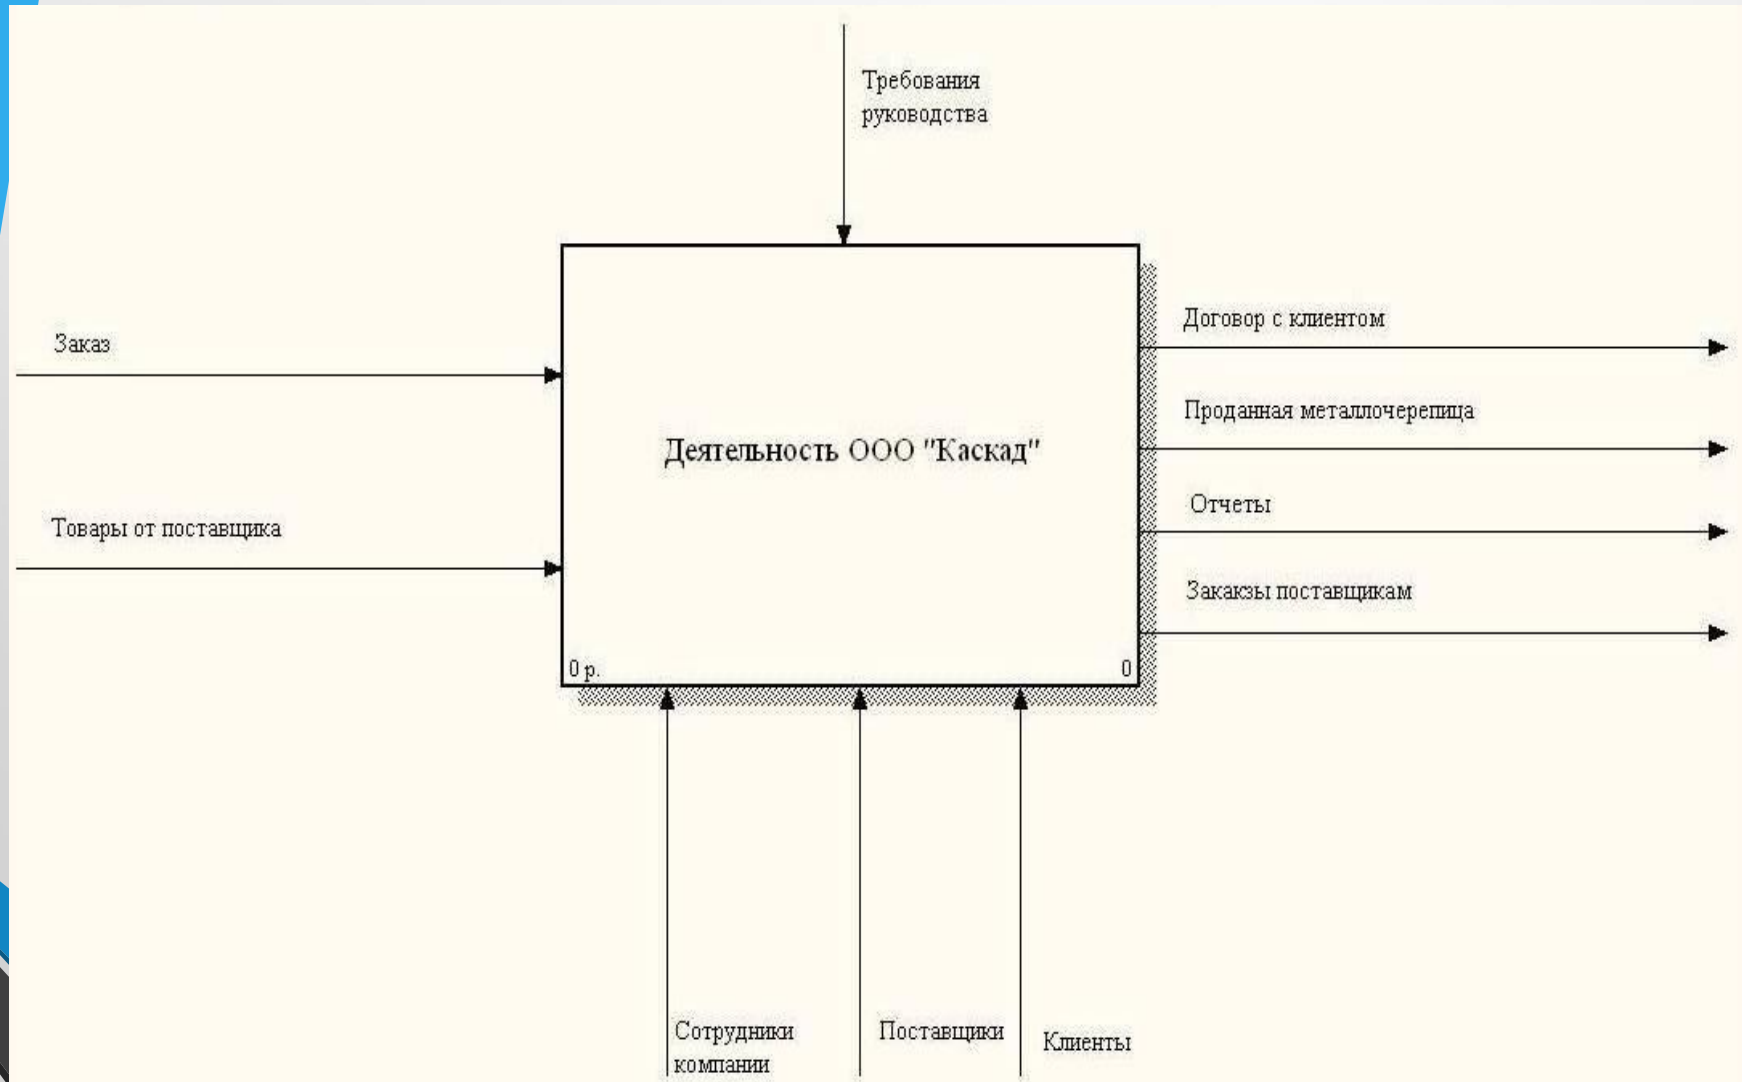 Требования
руководства
Заказ
Договор с клиентом
Проданная металлочерепица
Деятельность ООО "Каскад"
Товары от поставщика
Отчеты
Закакзы поставщикам
0 р.
0
Сотрудники
компании
Поставщики
Клиенты